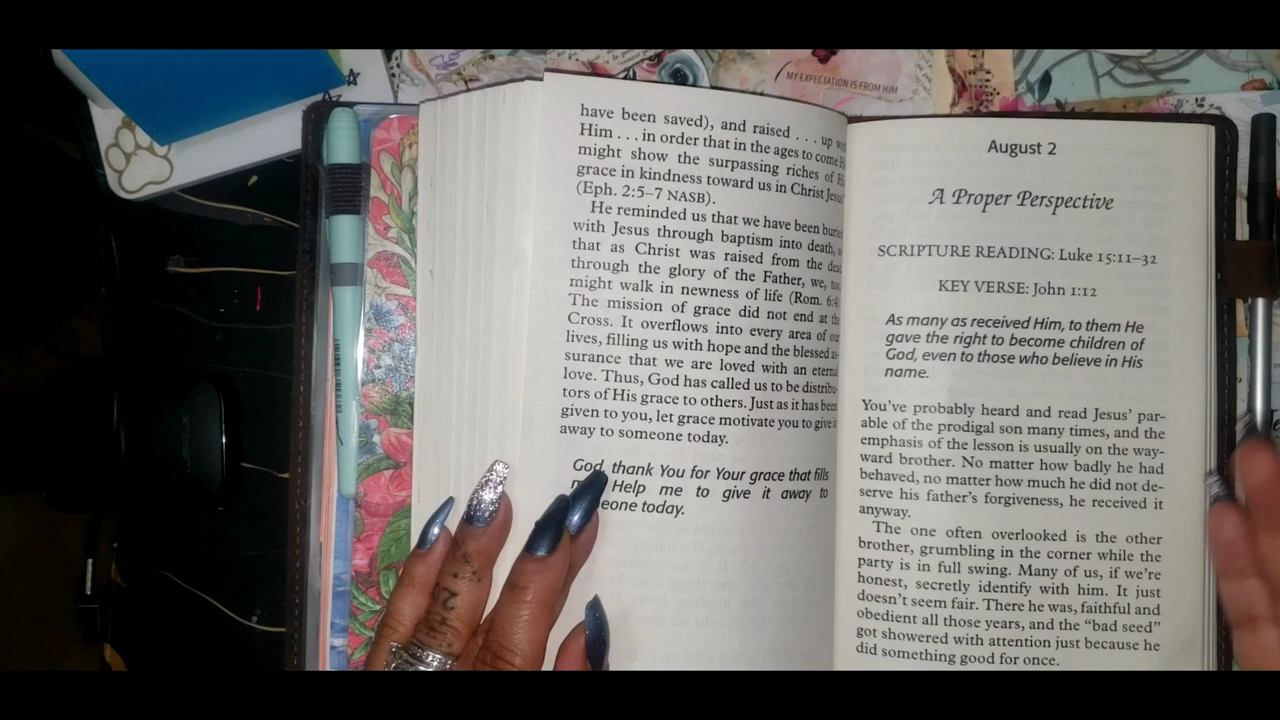 MY EXPECTATION IS FROM HIM
have been saved), and raised . . . up
Him . . . in order that in the ages to come
might show the surpassing riches of
grace in kindness toward us in Christ Jesus
(Eph. 2:5–7 NASB).
He reminded us that we have been
with Jesus through baptism into death,
that as Christ was raised from the
through the glory of the Father, we,
might walk in newness of life (Rom. 6:4)
The mission of grace did not end at the
Cross. It overflows into every area of our
lives, filling us with hope and the blessed as-
surance that we are loved with an eternal
love. Thus, God has called us to be distribu-
tors of His grace to others. Just as it has been
given to you, let grace motivate you to give it
away to someone today.
God, thank You for Your grace that fills
Help me to give it away to
today.
August 2
A Proper Perspective
SCRIPTURE READING: Luke 15:11–32
KEY VERSE: John 1:12
As many as received Him, to them He
gave the right to become children of
God, even to those who believe in His
name.
You've probably heard and read Jesus' par-
able of the prodigal son many times, and the
emphasis of the lesson is usually on the way-
ward brother. No matter how badly he had
behaved, no matter how much he did not de-
serve his father's forgiveness, he received it
anyway.
The one often overlooked is the other
brother, grumbling in the corner while the
party is in full swing. Many of us, if we're
honest, secretly identify with him. It just
doesn't seem fair. There he was, faithful and
obedient all those years, and the "bad seed"
got showered with attention just because he
did something good for once.